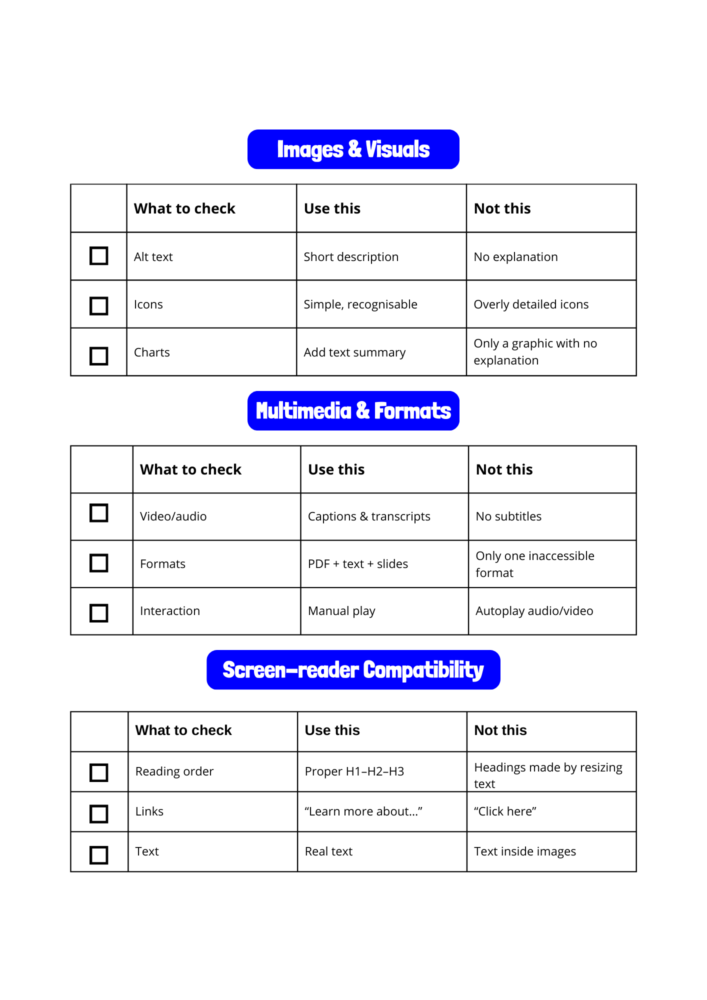 Images & Visuals
What to check Use this Not this
Alt text Short description No explanation
Icons Simple, recognisable Overly detailed icons
Charts Add text summary Only a graphic with no
explanation
Multimedia & Formats
What to check Use this Not this
Video/audio Captions & transcripts No subtitles
Formats PDF + text + slides Only one inaccessible
format
Interaction Manual play Autoplay audio/video
Screen-reader Compatibility
What to check Use this Not this
Reading order Proper H1–H2–H3 Headings made by resizing
text
Links “Learn more about…” “Click here”
Text Real text Text inside images